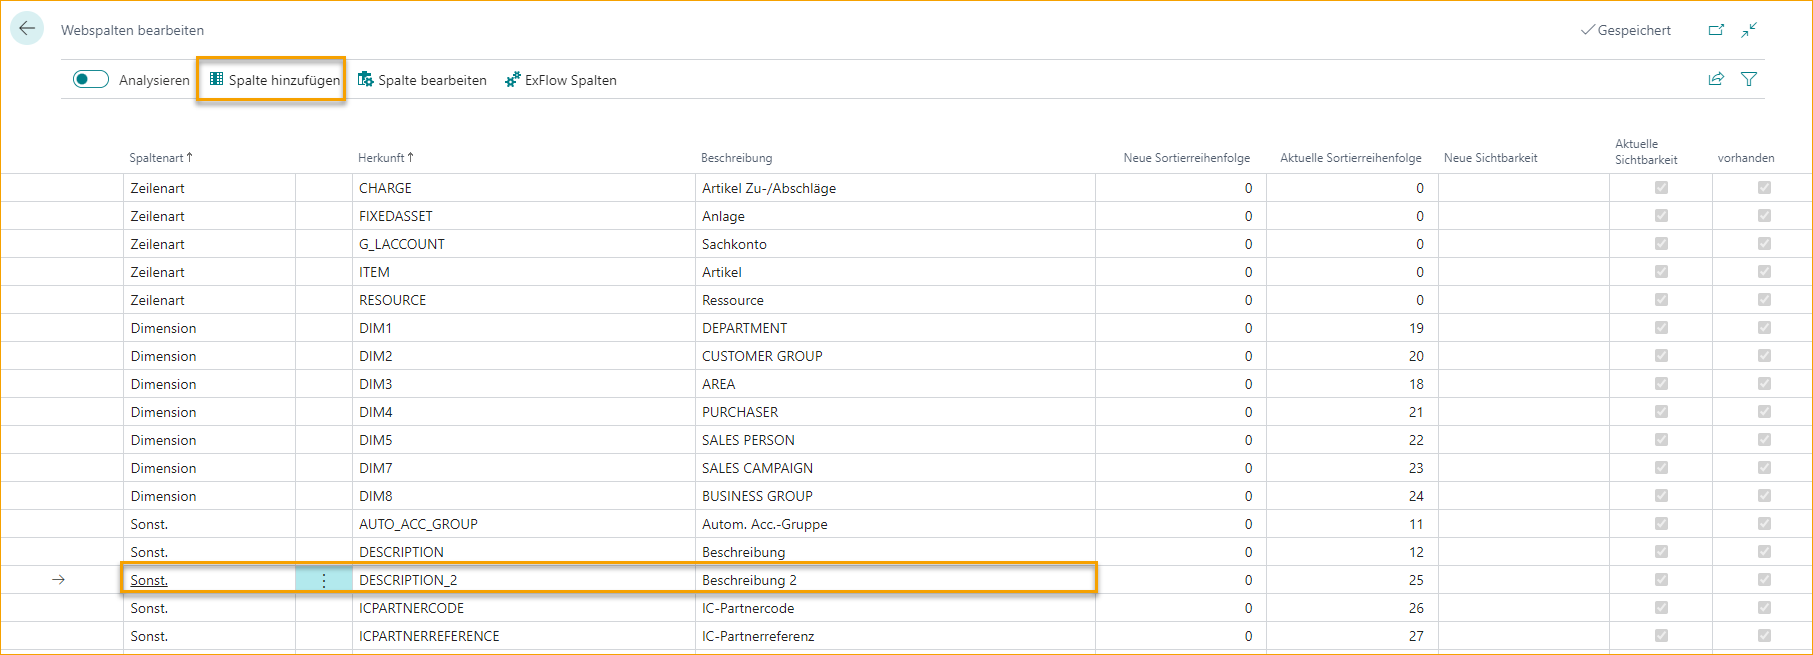 Webspalten bearbeiten
Gespeichert
Analysieren Spalte hinzufügen Spalte bearbeiten ExFlow Spalten
Spaltenart↑ Herkunft↑ Beschreibung Neue Sortierreihenfolge Aktuelle Sortierreihenfolge Neue Sichtbarkeit Aktuelle Sichtbarkeit vorhanden
Zeilenart CHARGE Artikel Zu-/Abschläge 0 0
Zeilenart FIXEDASSET Anlage 0 0
Zeilenart G_LACCOUNT Sachkonto 0 0
Zeilenart ITEM Artikel 0 0
Zeilenart RESOURCE Ressource 0 0
Dimension DIM1 DEPARTMENT 0 19
Dimension DIM2 CUSTOMER GROUP 0 20
Dimension DIM3 AREA 0 18
Dimension DIM4 PURCHASER 0 21
Dimension DIM5 SALES PERSON 0 22
Dimension DIM7 SALES CAMPAIGN 0 23
Dimension DIM8 BUSINESS GROUP 0 24
Sonst. AUTO_ACC_GROUP Autom. Acc.-Gruppe 0 11
Sonst. DESCRIPTION Beschreibung 0 12
Sonst. DESCRIPTION_2 Beschreibung 2 0 25
Sonst. ICPARTNERCODE IC-Partnercode 0 26
Sonst. ICPARTNERREFERENCE IC-Partnerreferenz 0 27